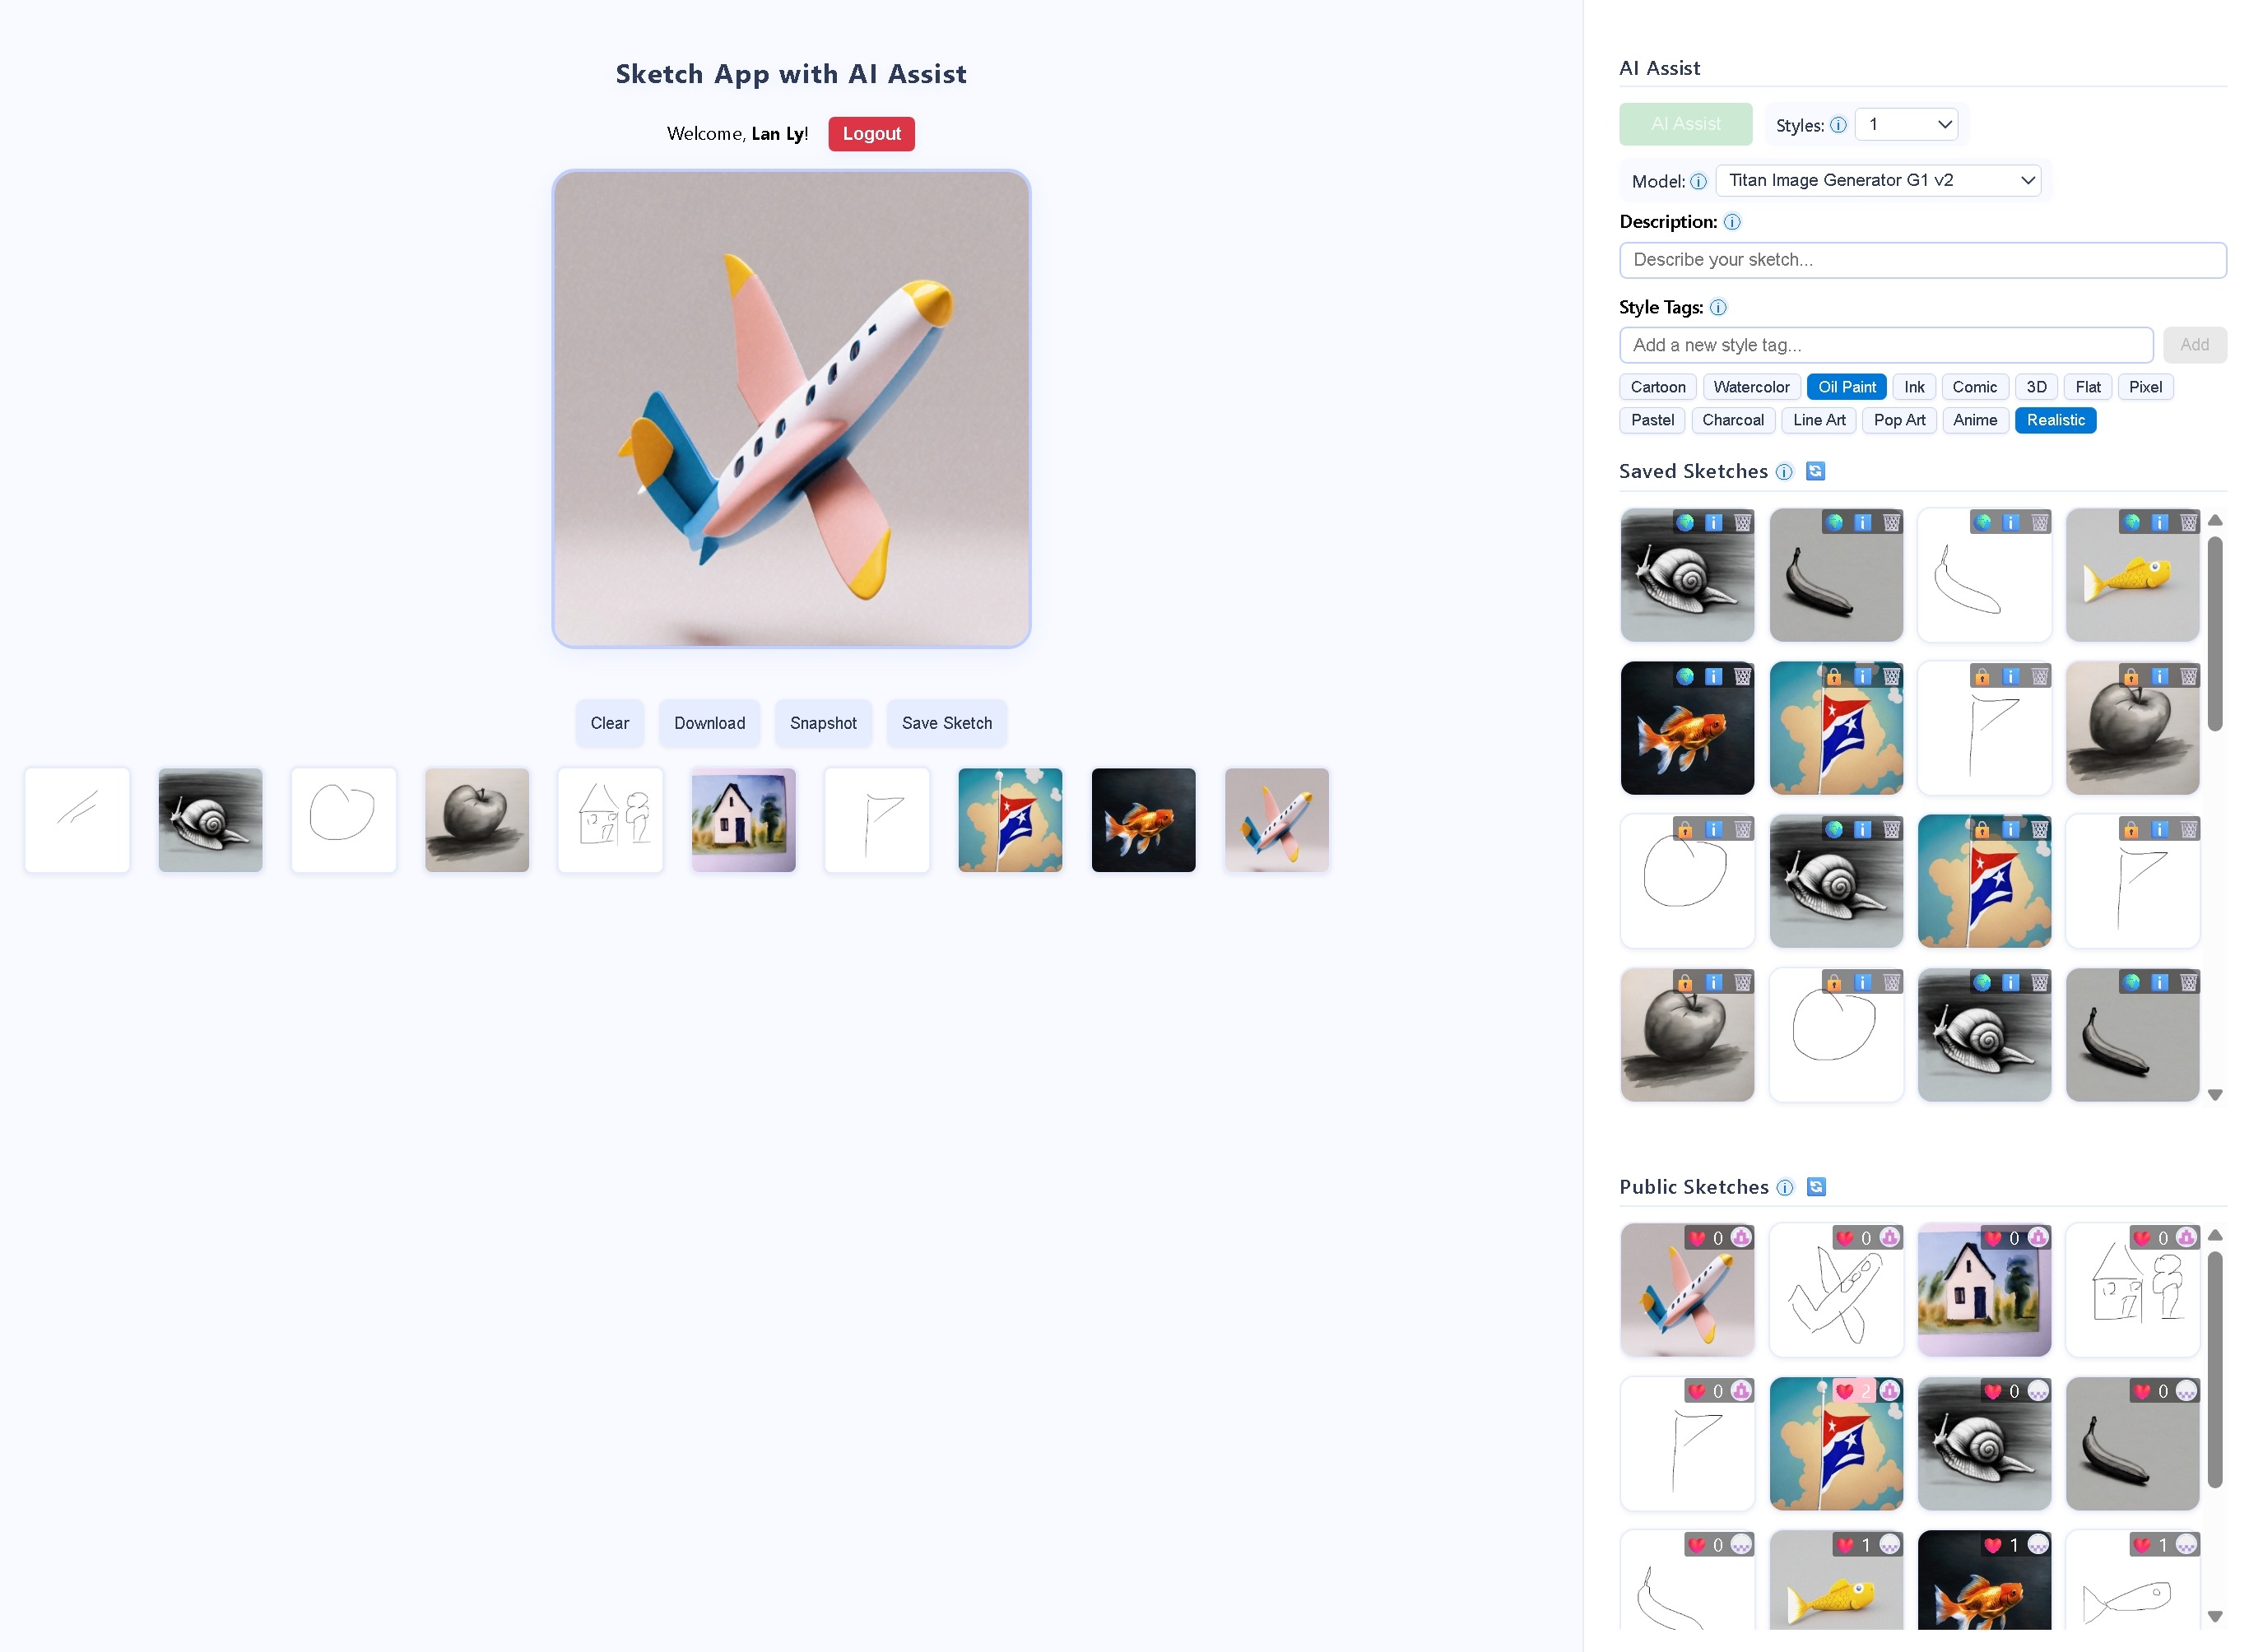 Sketch App with AI Assist
Welcome, Lan Ly!
Logout
Clear
Download
Snapshot
Save Sketch
AI Assist
AI Assist
Styles:
1
Model:
Titan Image Generator G1 v2
Description:
Describe your sketch...
Style Tags:
Add a new style tag...
Add
Cartoon
Watercolor
Oil Paint
Ink
Comic
3D
Flat
Pixel
Pastel
Charcoal
Line Art
Pop Art
Anime
Realistic
Saved Sketches
Public Sketches
0
0
0
0
0
2
0
0
0
1
1
1